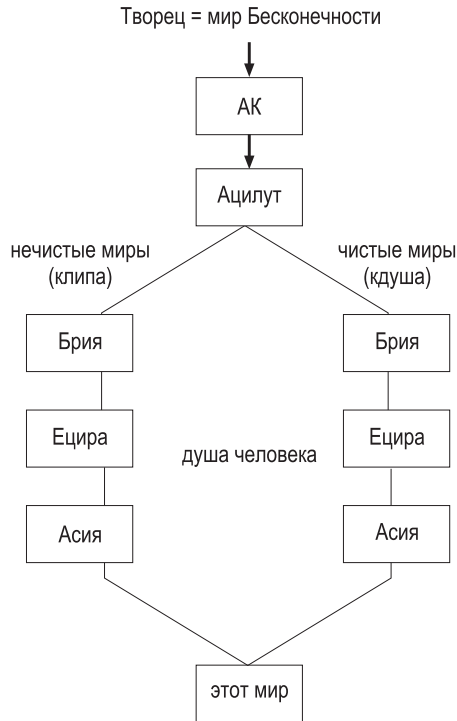 Творец = мир Бесконечности
АК
Ацилут
нечистые миры
(клипа)
чистые миры
(кдуша)
Брия
Брия
Ецира
душа человека
Ецира
Асия
Асия
этот мир